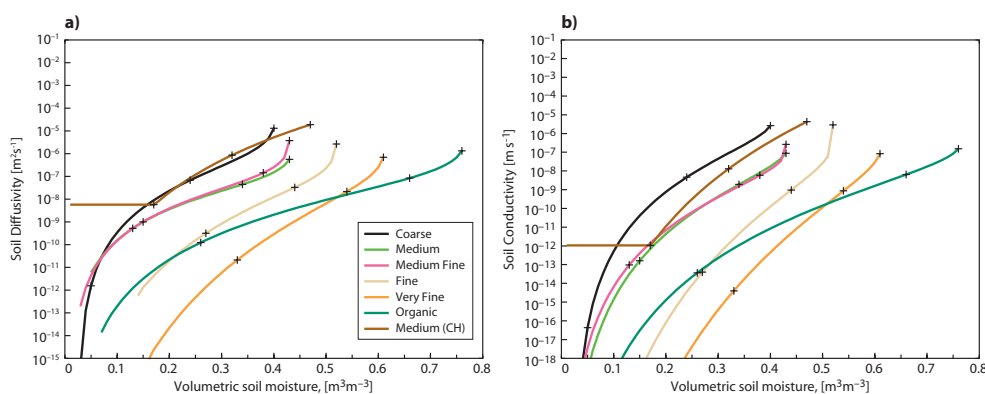 a)
10⁻¹
10⁻²
10⁻³
10⁻⁴
10⁻⁵
10⁻⁶
10⁻⁷
10⁻⁸
10⁻⁹
10⁻¹⁰
10⁻¹¹
10⁻¹²
10⁻¹³
10⁻¹⁴
10⁻¹⁵
Soil Diffusivity [m²s⁻¹]
0 0.1 0.2 0.3 0.4 0.5 0.6 0.7 0.8
Volumetric soil moisture, [m³m⁻³]
Coarse
Medium
Medium Fine
Fine
Very Fine
Organic
Medium (CH)
b)
10⁻¹
10⁻²
10⁻³
10⁻⁴
10⁻⁵
10⁻⁶
10⁻⁷
10⁻⁸
10⁻⁹
10⁻¹⁰
10⁻¹¹
10⁻¹²
10⁻¹³
10⁻¹⁴
10⁻¹⁵
10⁻¹⁶
10⁻¹⁷
10⁻¹⁸
Soil Conductivity [m s⁻¹]
0 0.1 0.2 0.3 0.4 0.5 0.6 0.7 0.8
Volumetric soil moisture, [m³m⁻³]